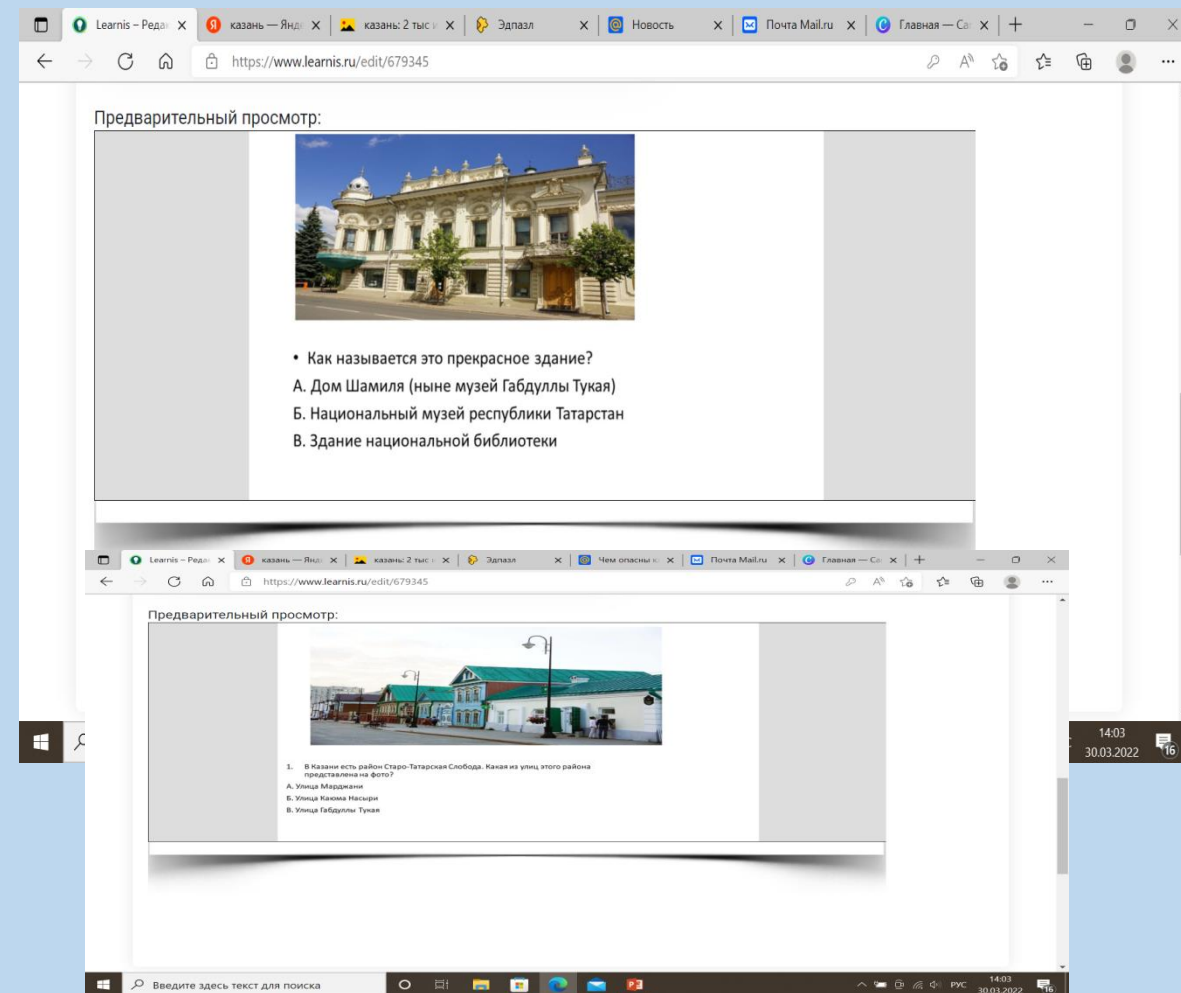 Learnis – Реда
казань — Янд
казань: 2 тыс и
Эдпазл
Новость
Почта Mail.ru
Главная — Са
https://www.learnis.ru/edit/679345
Предварительный просмотр:
• Как называется это прекрасное здание?
А. Дом Шамиля (ныне музей Габдуллы Тукая)
Б. Национальный музей республики Татарстан
В. Здание национальной библиотеки
14:03
30.03.2022
16
Learnis – Реда
казань — Янд
казань: 2 тыс
Эдпазл
Чем опасны к
Почта Mail.ru
Главная — Са
https://www.learnis.ru/edit/679345
Предварительный просмотр:
1. В Казани есть район Старо-Татарская Слобода. Какая из улиц этого района
представлена на фото?
А. Улица Марджани
Б. Улица Каюма Насыри
В. Улица Габдуллы Тукая
Введите здесь текст для поиска
РУС
14:03
30.03.2022
16